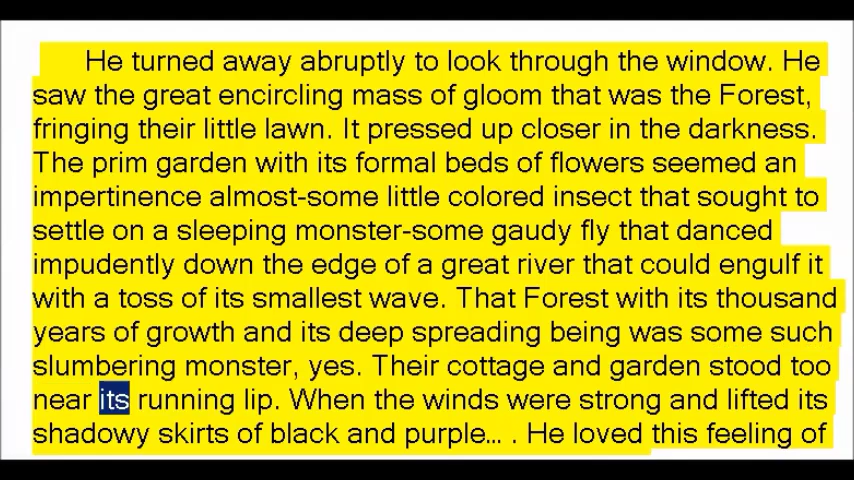 He turned away abruptly to look through the window. He
saw the great encircling mass of gloom that was the Forest,
fringing their little lawn. It pressed up closer in the darkness.
The prim garden with its formal beds of flowers seemed an
impertinence almost-some little colored insect that sought to
settle on a sleeping monster-some gaudy fly that danced
impudently down the edge of a great river that could engulf it
with a toss of its smallest wave. That Forest with its thousand
years of growth and its deep spreading being was some such
slumbering monster, yes. Their cottage and garden stood too
near its running lip. When the winds were strong and lifted its
shadowy skirts of black and purple... . He loved this feeling of